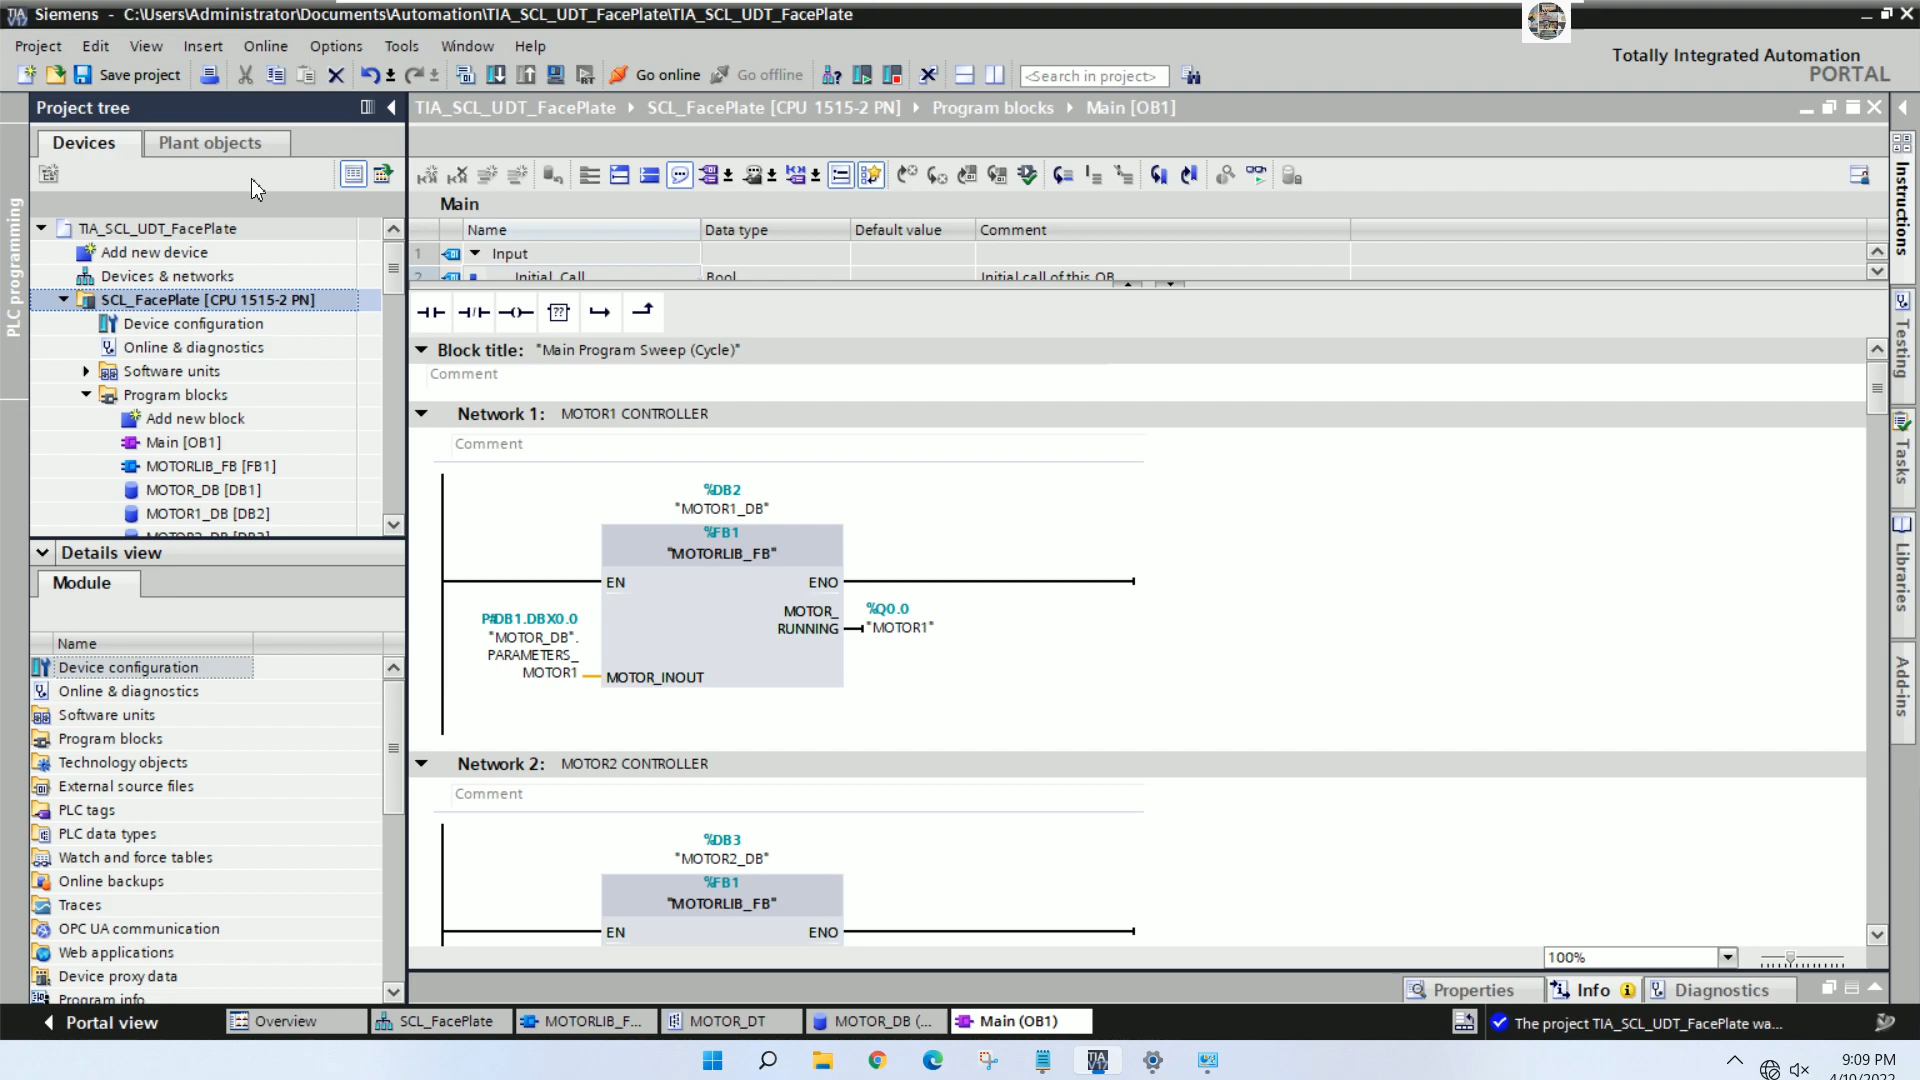 Siemens - C:\Users\Administrator\Documents\Automation\TIA_SCL_UDT_FacePlate\TIA_SCL_UDT_FacePlate
Project Edit View Insert Online Options Tools Window Help
Totally Integrated Automation
PORTAL
Save project
Go online
Go offline
<Search in project>
Project tree
TIA_SCL_UDT_FacePlate
SCL_FacePlate [CPU 1515-2 PN]
Program blocks
Main [OB1]
Devices
Plant objects
PLC programming
TIA_SCL_UDT_FacePlate
Add new device
Devices & networks
SCL_FacePlate [CPU 1515-2 PN]
Device configuration
Online & diagnostics
Software units
Program blocks
Add new block
Main [OB1]
MOTORLIB_FB [FB1]
MOTOR_DB [DB1]
MOTOR1_DB [DB2]
MOTOR2_DB [DB3]
Details view
Module
Name
Device configuration
Online & diagnostics
Software units
Program blocks
Technology objects
External source files
PLC tags
PLC data types
Watch and force tables
Online backups
Traces
OPC UA communication
Web applications
Device proxy data
Program info
Main
Name Data type Default value Comment
1 Input
2 Initial_Call Bool Initial call of this OB
??
Block title: "Main Program Sweep (Cycle)"
Comment
Network 1: MOTOR1 CONTROLLER
Comment
%DB2
"MOTOR1_DB"
%FB1
"MOTORLIB_FB"
EN ENO
P#DB1.DBX0.0
"MOTOR_DB".
PARAMETERS_
MOTOR1
MOTOR_INOUT
MOTOR_
RUNNING
%Q0.0
"MOTOR1"
Network 2: MOTOR2 CONTROLLER
Comment
%DB3
"MOTOR2_DB"
%FB1
"MOTORLIB_FB"
EN ENO
100%
Properties
Info
Diagnostics
Instructions
Testing
Tasks
Libraries
Add-ins
Portal view
Overview
SCL_FacePlate
MOTORLIB_F...
MOTOR_DT
MOTOR_DB (...
Main (OB1)
The project TIA_SCL_UDT_FacePlate wa...
TIA
V17
9:09 PM
4/10/2022